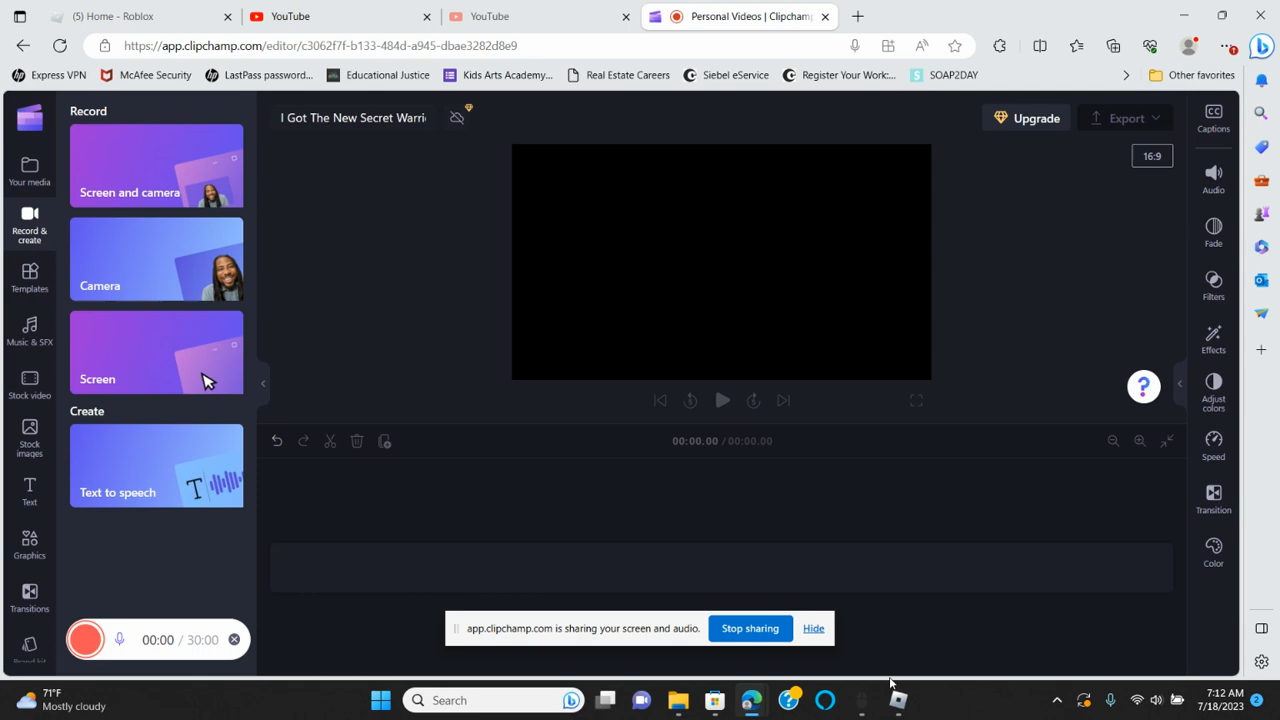 (1) Home - Roblox
YouTube
YouTube
Personal Videos | Clipchamp
https://app.clipchamp.com/editor/c3062f7f-b133-484d-a945-dbae3282d8e9
Express VPN
McAfee Security
LastPass password...
Educational Justice
Kids Arts Academy...
Real Estate Careers
Siebel eService
Register Your Work:...
SOAP2DAY
Other favorites
Record
Screen and camera
Camera
Screen
Create
Text to speech
Your media
Record &
create
Templates
Music & SFX
Stock video
Stock
images
Text
Graphics
Transitions
Brand kit
00:00 / 30:00
I Got The New Secret Warri
Upgrade
Export
16:9
00:00.00 / 00:00.00
app.clipchamp.com is sharing your screen and audio.
Stop sharing
Hide
CC
Captions
Audio
Fade
Filters
Effects
Adjust
colors
Speed
Transition
Color
71°F
Mostly cloudy
Search
7:12 AM
7/18/2023
2